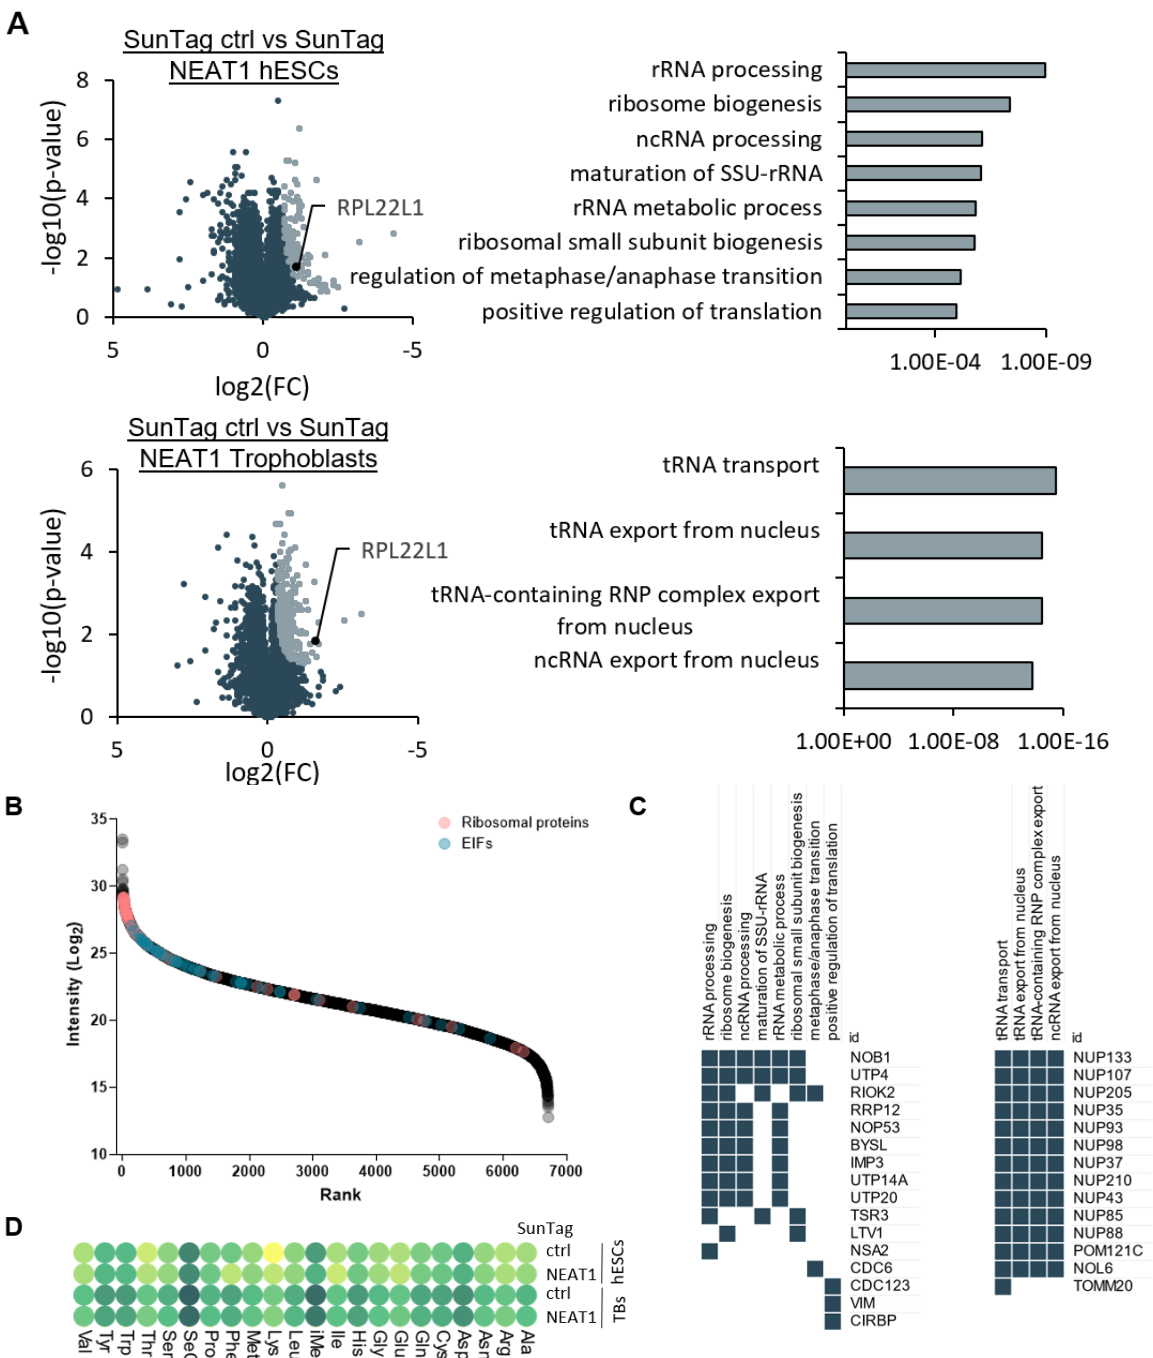 A
SunTag ctrl vs SunTag
NEAT1 hESCs
-log10(p-value)
8
6
4
2
0
RPL22L1
5
0
-5
log2(FC)
rRNA processing
ribosome biogenesis
ncRNA processing
maturation of SSU-rRNA
rRNA metabolic process
ribosomal small subunit biogenesis
regulation of metaphase/anaphase transition
positive regulation of translation
1.00E-04
1.00E-09
SunTag ctrl vs SunTag
NEAT1 Trophoblasts
-log10(p-value)
6
4
2
0
RPL22L1
5
0
-5
log2(FC)
tRNA transport
tRNA export from nucleus
tRNA-containing RNP complex export
from nucleus
ncRNA export from nucleus
1.00E+00
1.00E-08
1.00E-16
B
Intensity (Log2)
35
30
25
20
15
10
Ribosomal proteins
EIFs
0
1000
2000
3000
4000
5000
6000
7000
Rank
C
rRNA processing
ribosome biogenesis
ncRNA processing
maturation of SSU-rRNA
rRNA metabolic process
ribosomal small subunit biogenesis
metaphase/anaphase transition
positive regulation of translation
id
NOB1
UTP4
RIOK2
RRP12
NOP53
BYSL
IMP3
UTP14A
UTP20
TSR3
LTV1
NSA2
CDC6
CDC123
VIM
CIRBP
tRNA transport
tRNA export from nucleus
tRNA-containing RNP complex export
ncRNA export from nucleus
id
NUP133
NUP107
NUP205
NUP35
NUP93
NUP98
NUP37
NUP210
NUP43
NUP85
NUP88
POM121C
NOL6
TOMM20
D
SunTag
ctrl
NEAT1
hESCs
ctrl
NEAT1
TBs
Val
Tyr
Trp
Thr
Ser
Pro
Phe
Met
Lys
Leu
iMe
Ile
His
Gly
Glu
Gln
Cys
Asp
Asn
Arg
Ala